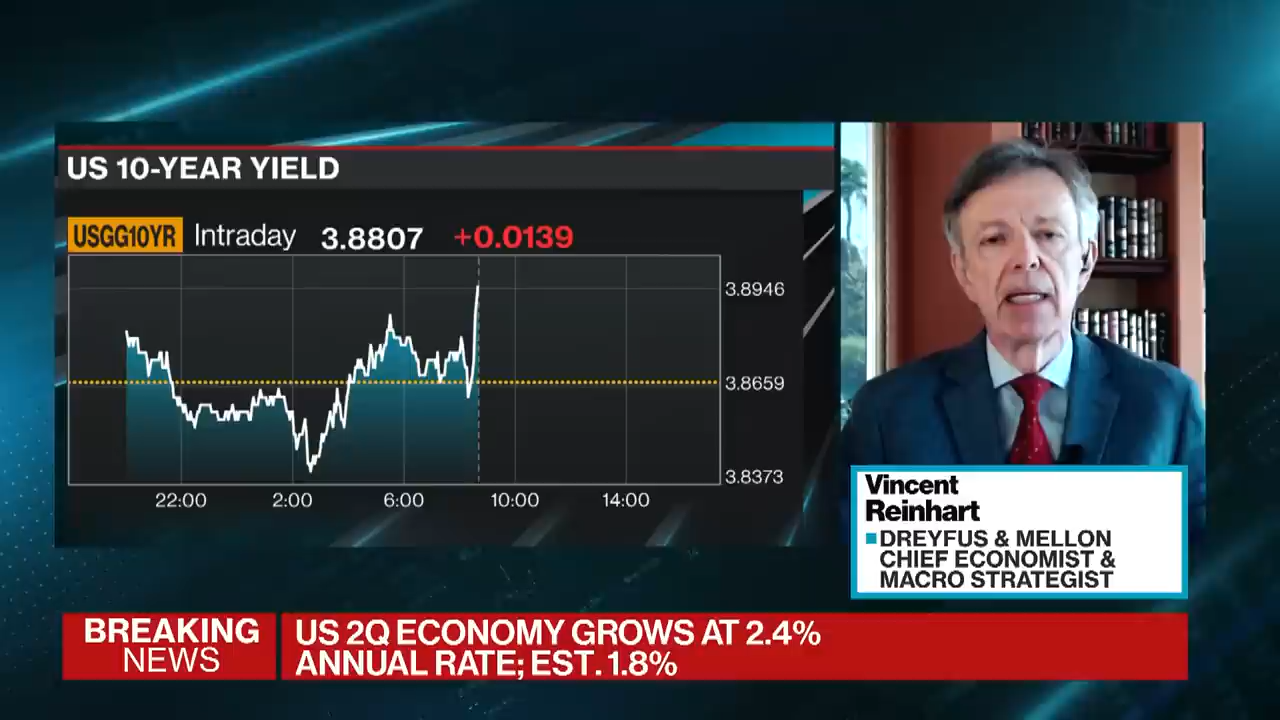 US 10-YEAR YIELD
USGG10YR Intraday 3.8807 +0.0139
3.8946
3.8659
3.8373
22:00 2:00 6:00 10:00 14:00
Vincent
Reinhart
DREYFUS & MELLON
CHIEF ECONOMIST &
MACRO STRATEGIST
BREAKING
NEWS
US 2Q ECONOMY GROWS AT 2.4%
ANNUAL RATE; EST. 1.8%